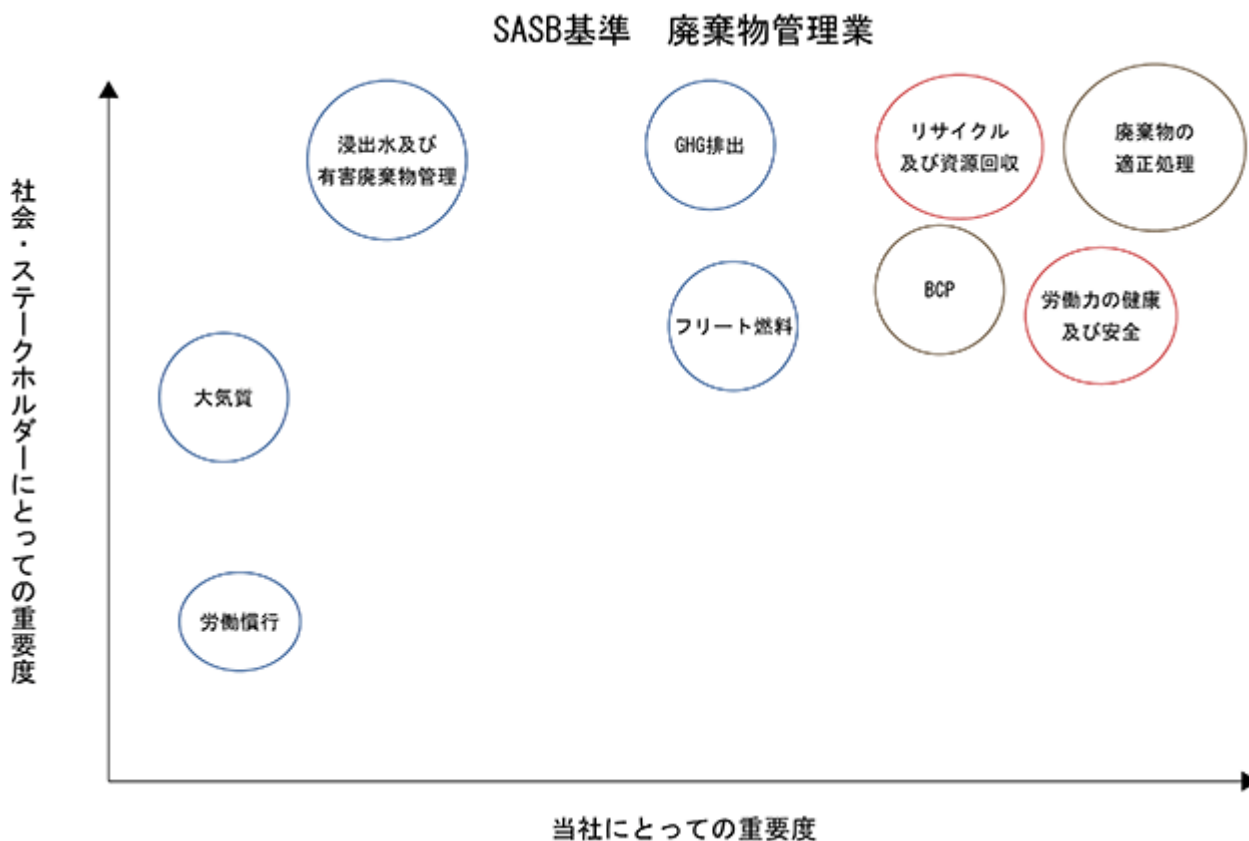 SASB基準　廃棄物管理業
社会・ステークホルダーにとっての重要度
浸出水及び
有害廃棄物管理
GHG排出
リサイクル
及び資源回収
廃棄物の
適正処理
BCP
フリート燃料
労働力の健康
及び安全
大気質
労働慣行
当社にとっての重要度